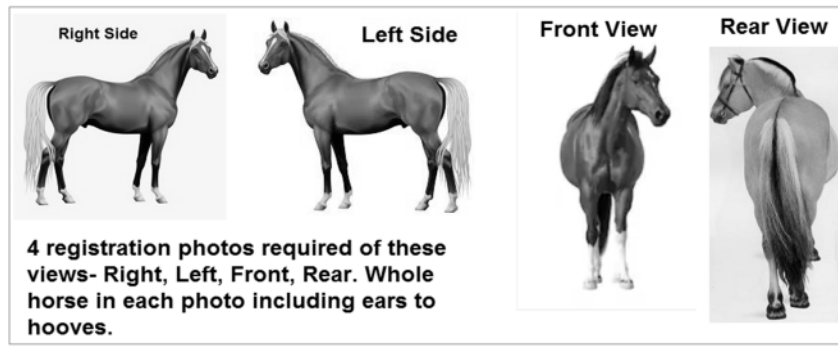 Right Side
Left Side
Front View
Rear View
4 registration photos required of these
views- Right, Left, Front, Rear. Whole
horse in each photo including ears to
hooves.